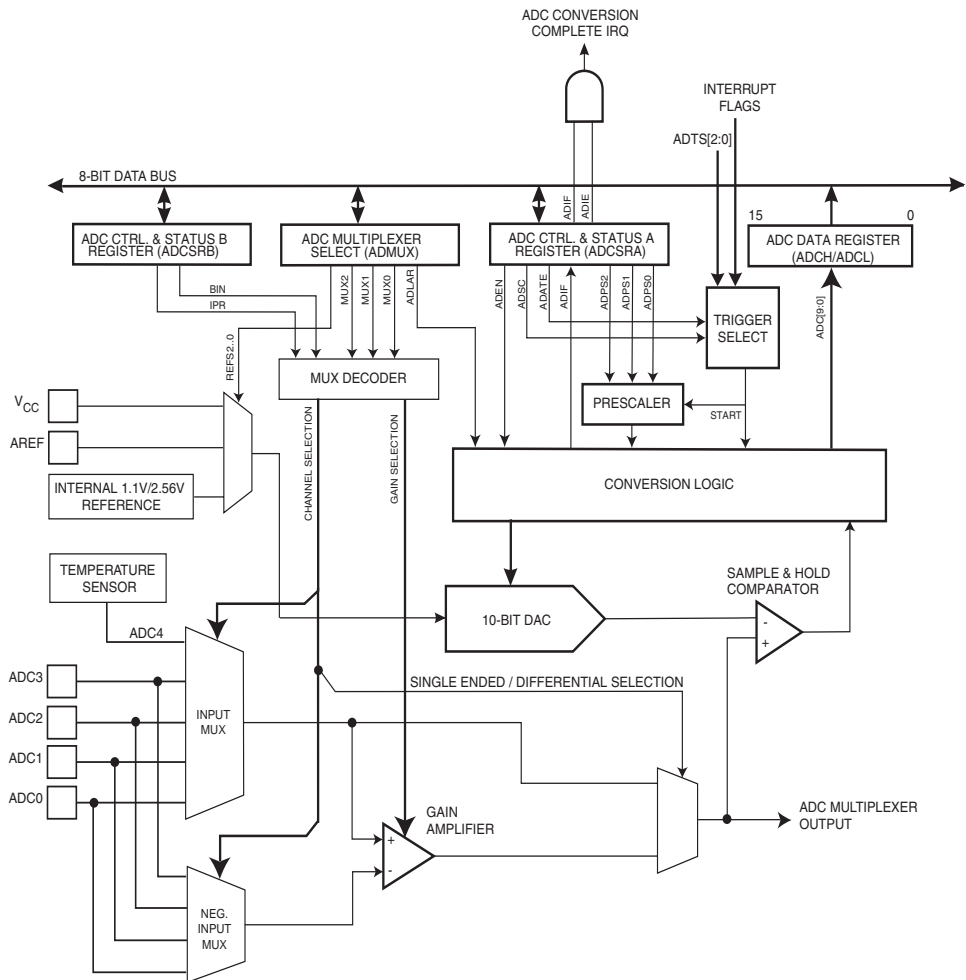 ADC CONVERSION
COMPLETE IRQ
INTERRUPT
FLAGS
ADTS[2:0]
8-BIT DATA BUS
ADIF
ADIE
15
0
ADC CTRL. & STATUS B
REGISTER (ADCSRB)
ADC MULTIPLEXER
SELECT (ADMUX)
ADC CTRL. & STATUS A
REGISTER (ADCSRA)
ADC DATA REGISTER
(ADCH/ADCL)
BIN
IPR
REFS2...0
MUX2
MUX1
MUX0
ADLAR
ADEN
ADSC
ADATE
ADIF
ADPS2
ADPS1
ADPS0
TRIGGER
SELECT
ADC[9:0]
MUX DECODER
PRESCALER
START
VCC
AREF
INTERNAL 1.1V/2.56V
REFERENCE
CHANNEL SELECTION
GAIN SELECTION
CONVERSION LOGIC
TEMPERATURE
SENSOR
ADC4
10-BIT DAC
SAMPLE & HOLD
COMPARATOR
-
+
ADC3
ADC2
ADC1
ADC0
INPUT
MUX
SINGLE ENDED / DIFFERENTIAL SELECTION
GAIN
AMPLIFIER
+
-
ADC MULTIPLEXER
OUTPUT
NEG.
INPUT
MUX